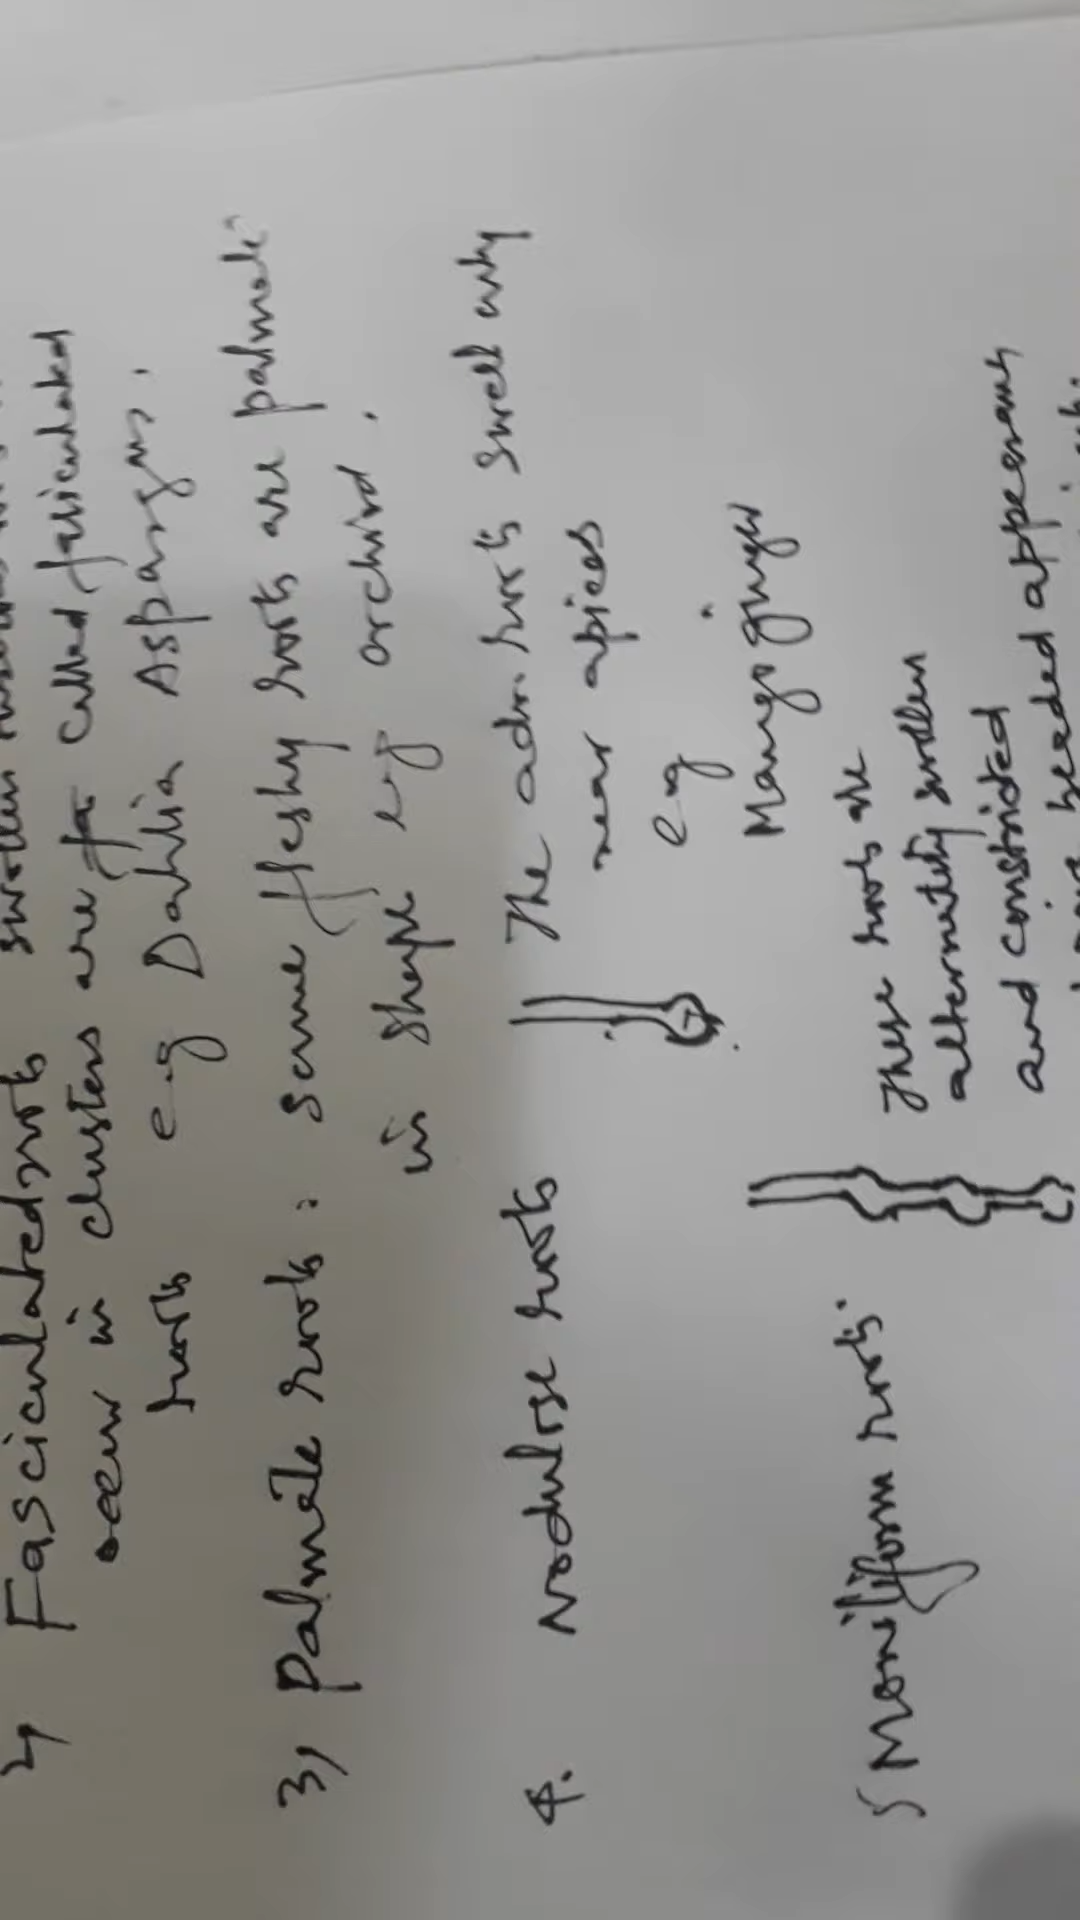 2) Fasciculated roots swollen
occur in clusters are called fasiculated
roots e.g Dahlia Aspargus.
3) Palmate roots : some fleshy roots are palmate
in shape e.g orchid.
4. Nodulose roots The adv. roots swell only
near apices
e.g
Mango ginger
5 Moniliform roots. These roots are
alternately swollen
and constricted
beaded appearance